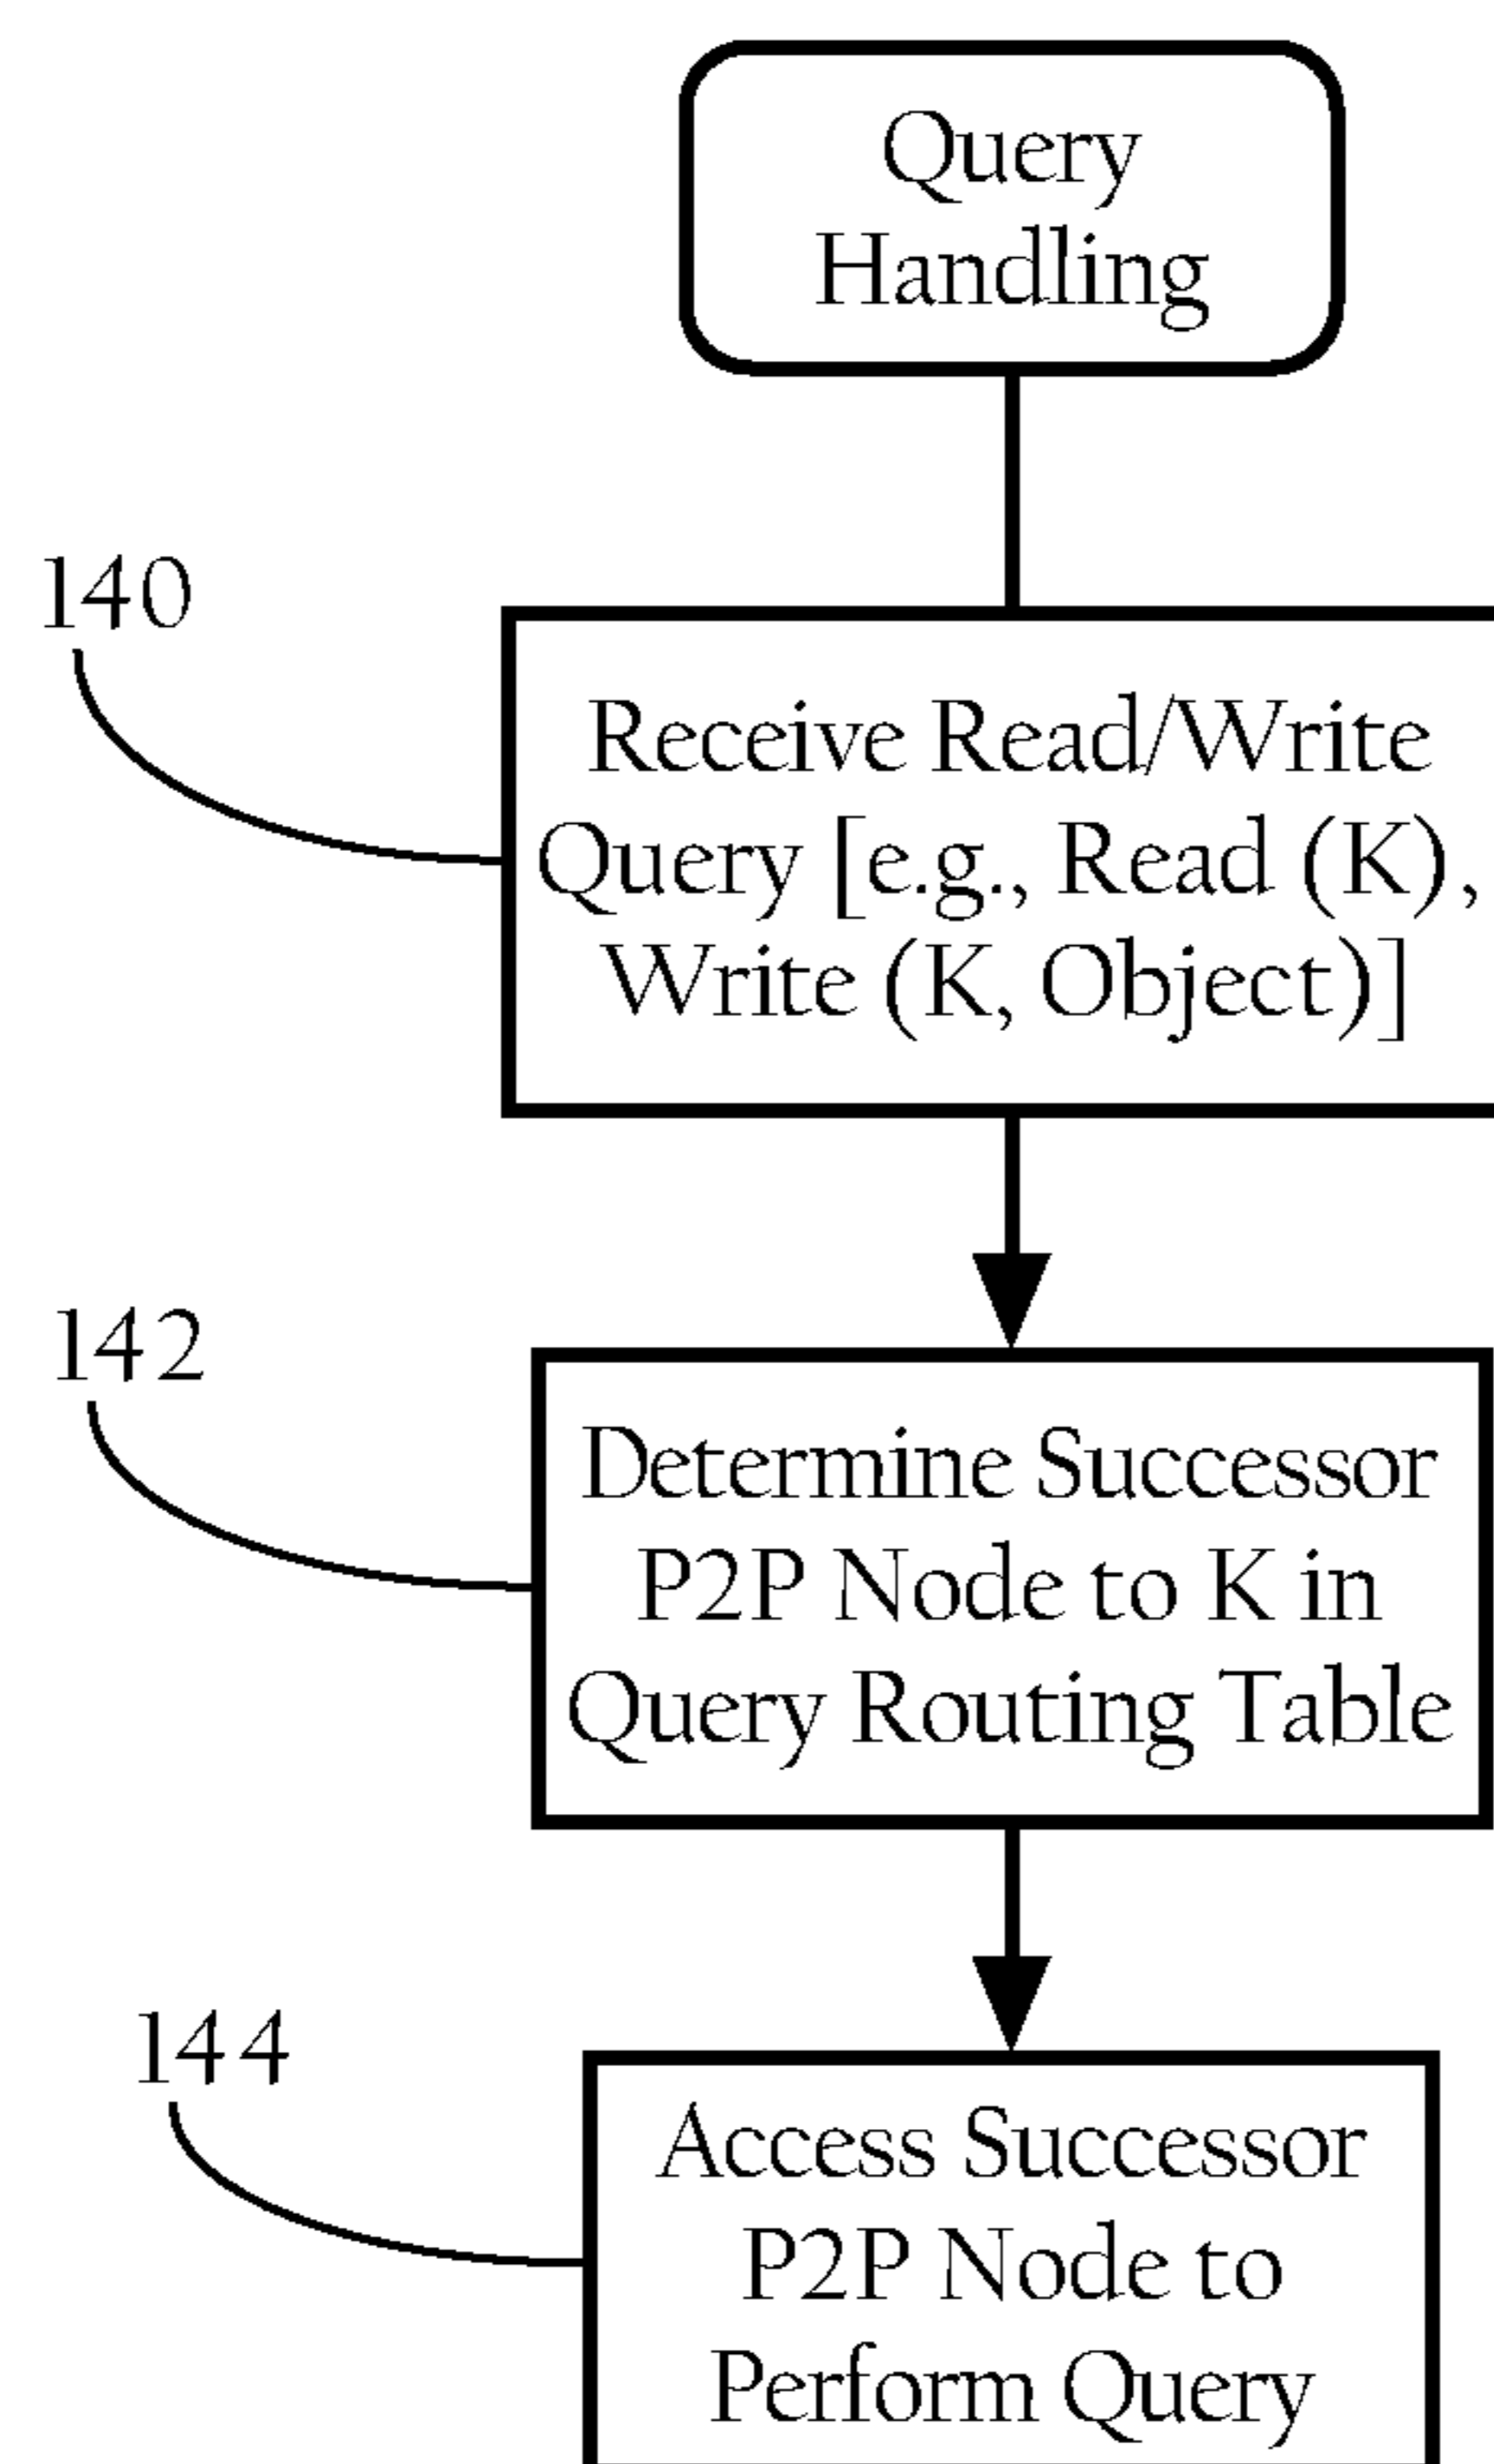 Query
Handling
140
Receive Read/Write
Query [e.g., Read (K),
Write (K, Object)]
142
Determine Successor
P2P Node to K in
Query Routing Table
144
Access Successor
P2P Node to
Perform Query